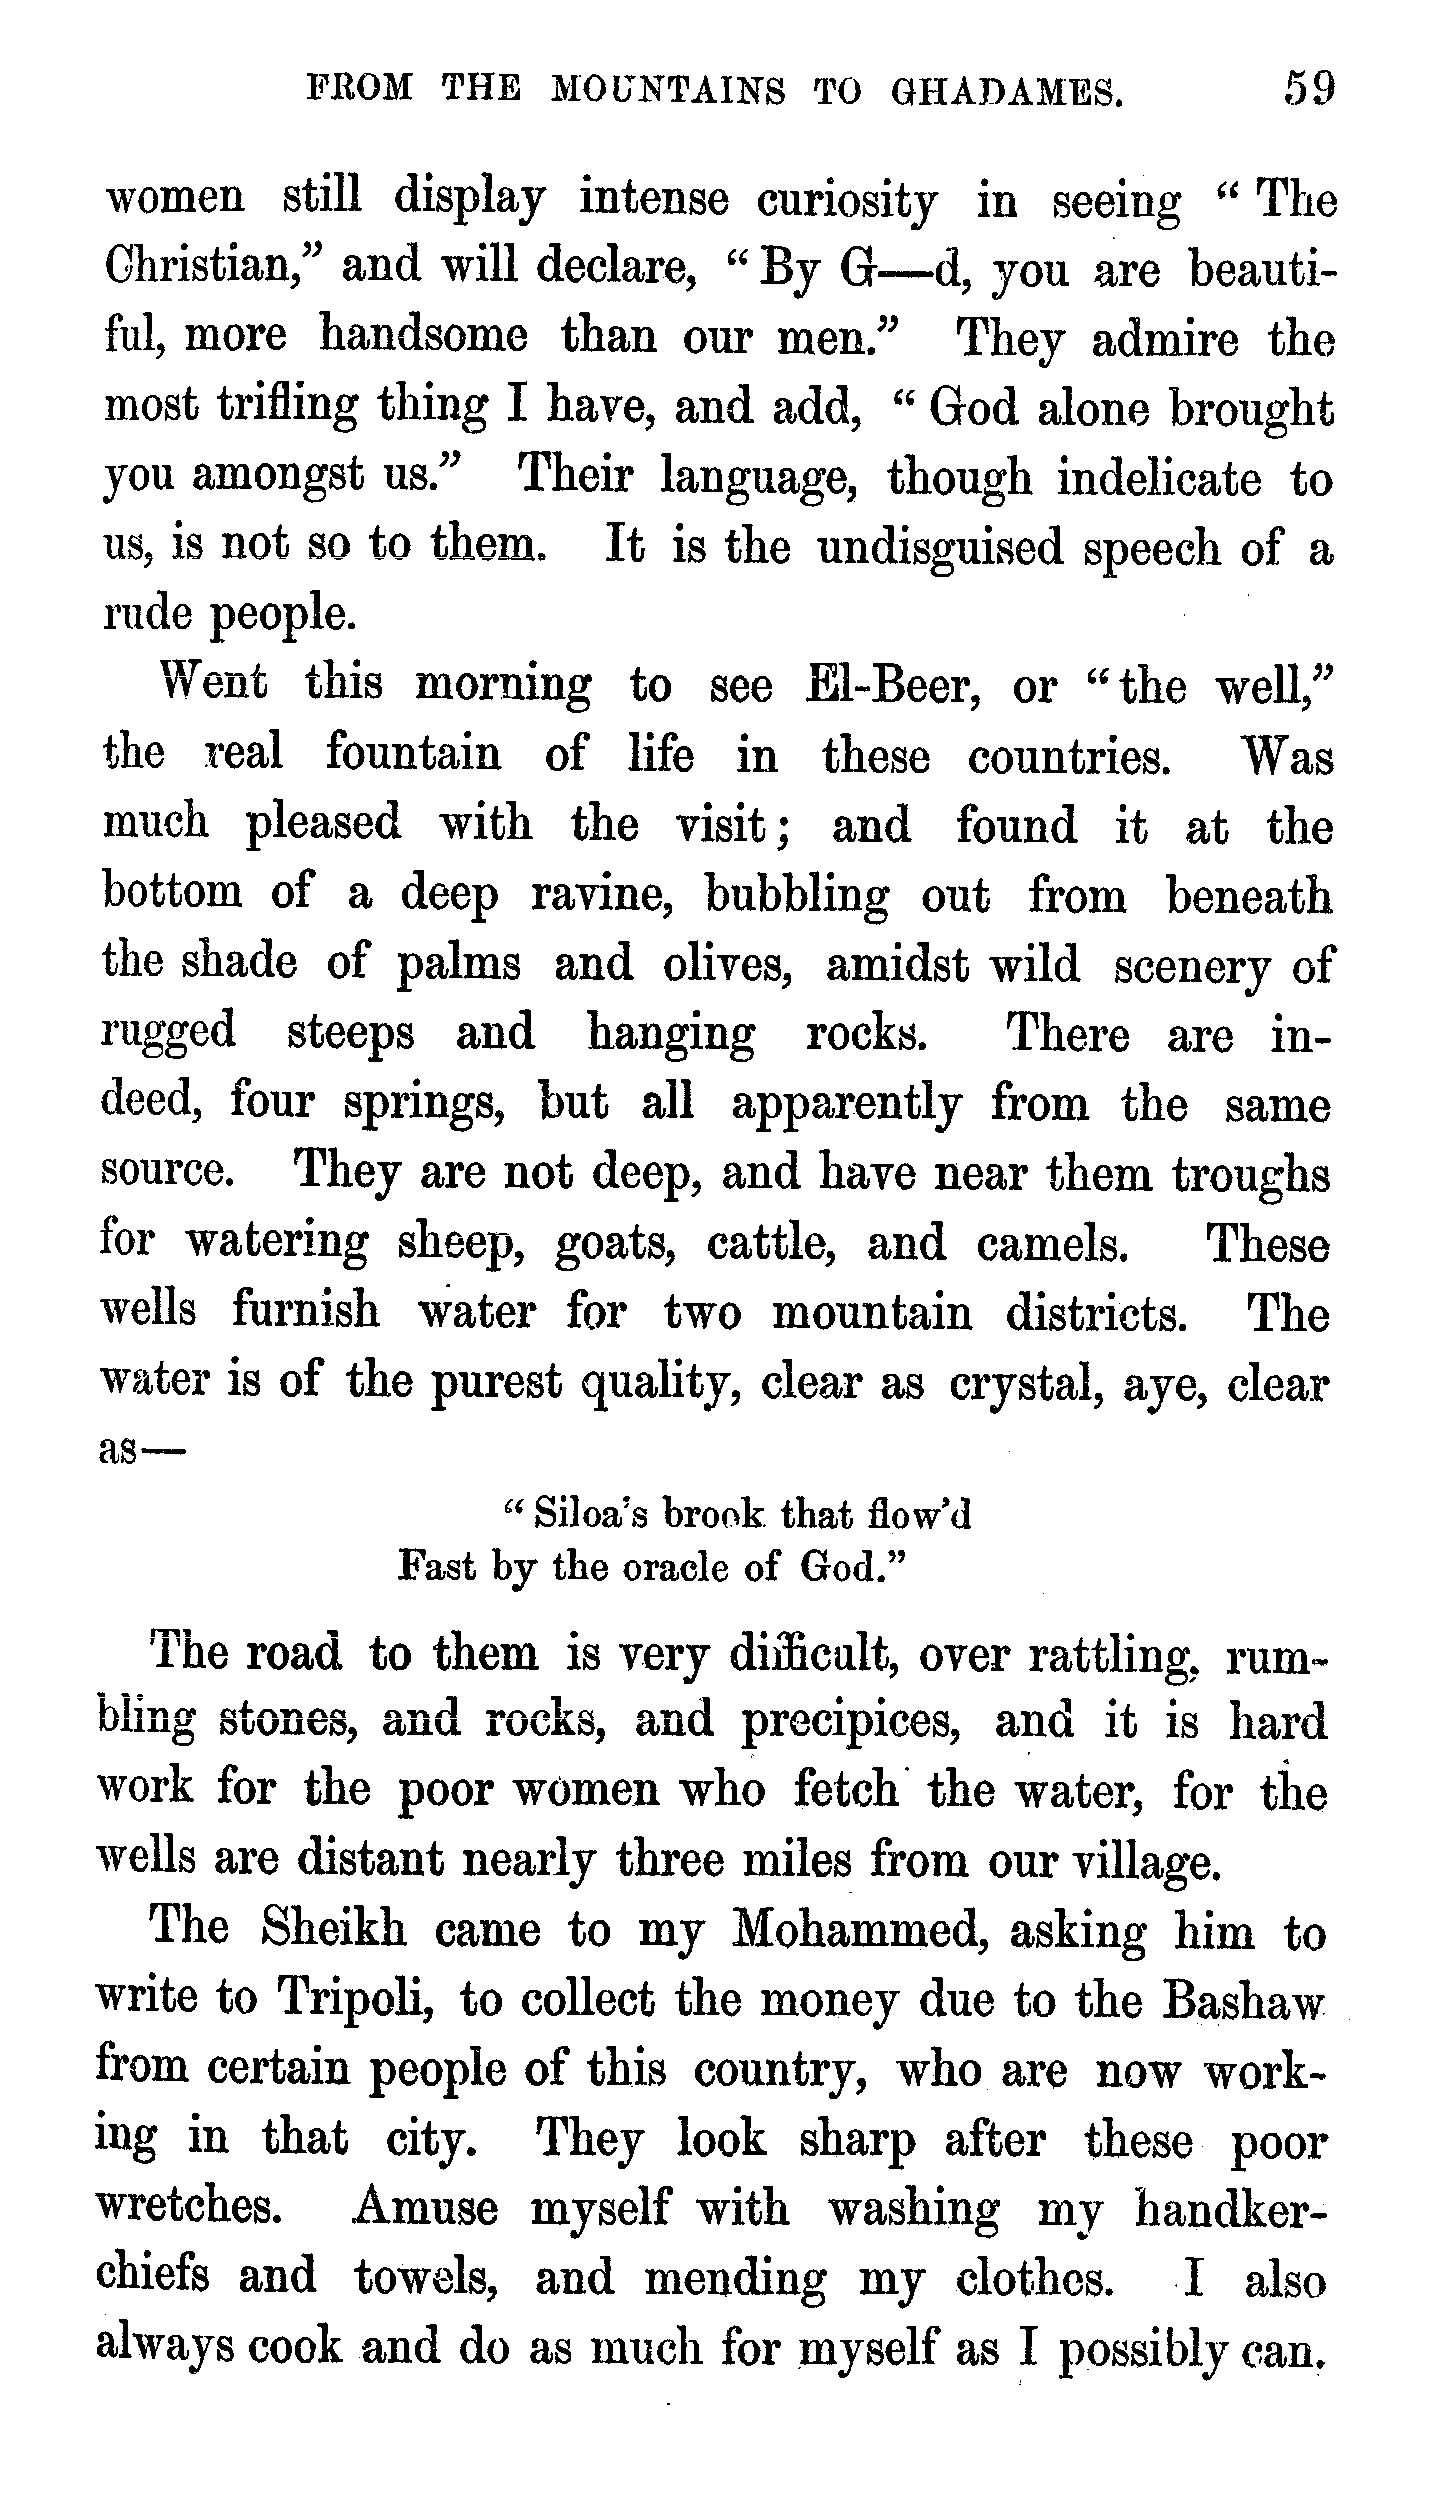 FROM THE MOUNTAINS TO GHADAMES. 59
women still display intense curiosity in seeing “ The
Christian,” and will declare, “ By G—d, you are beauti-
ful, more handsome than our men.” They admire the
most trifling thing I have, and add, “ God alone brought
you amongst us.” Their language, though indelicate to
us, is not so to them. It is the undisguised speech of a
rude people.
Went this morning to see El-Beer, or “ the well,”
the real fountain of life in these countries. Was
much pleased with the visit; and found it at the
bottom of a deep ravine, bubbling out from beneath
the shade of palms and olives, amidst wild scenery of
rugged steeps and hanging rocks. There are in-
deed, four springs, but all apparently from the same
source. They are not deep, and have near them troughs
for watering sheep, goats, cattle, and camels. These
wells furnish water for two mountain districts. The
water is of the purest quality, clear as crystal, aye, clear
as—
“ Siloa’s brook that flow’d
Fast by the oracle of God.”
The road to them is very difficult, over rattling, rum-
bling stones, and rocks, and precipices, and it is hard
work for the poor women who fetch the water, for the
wells are distant nearly three miles from our village.
The Sheikh came to my Mohammed, asking him to
write to Tripoli, to collect the money due to the Bashaw
from certain people of this country, who are now work-
ing in that city. They look sharp after these poor
wretches. Amuse myself with washing my handker-
chiefs and towels, and mending my clothes. I also
always cook and do as much for myself as I possibly can.